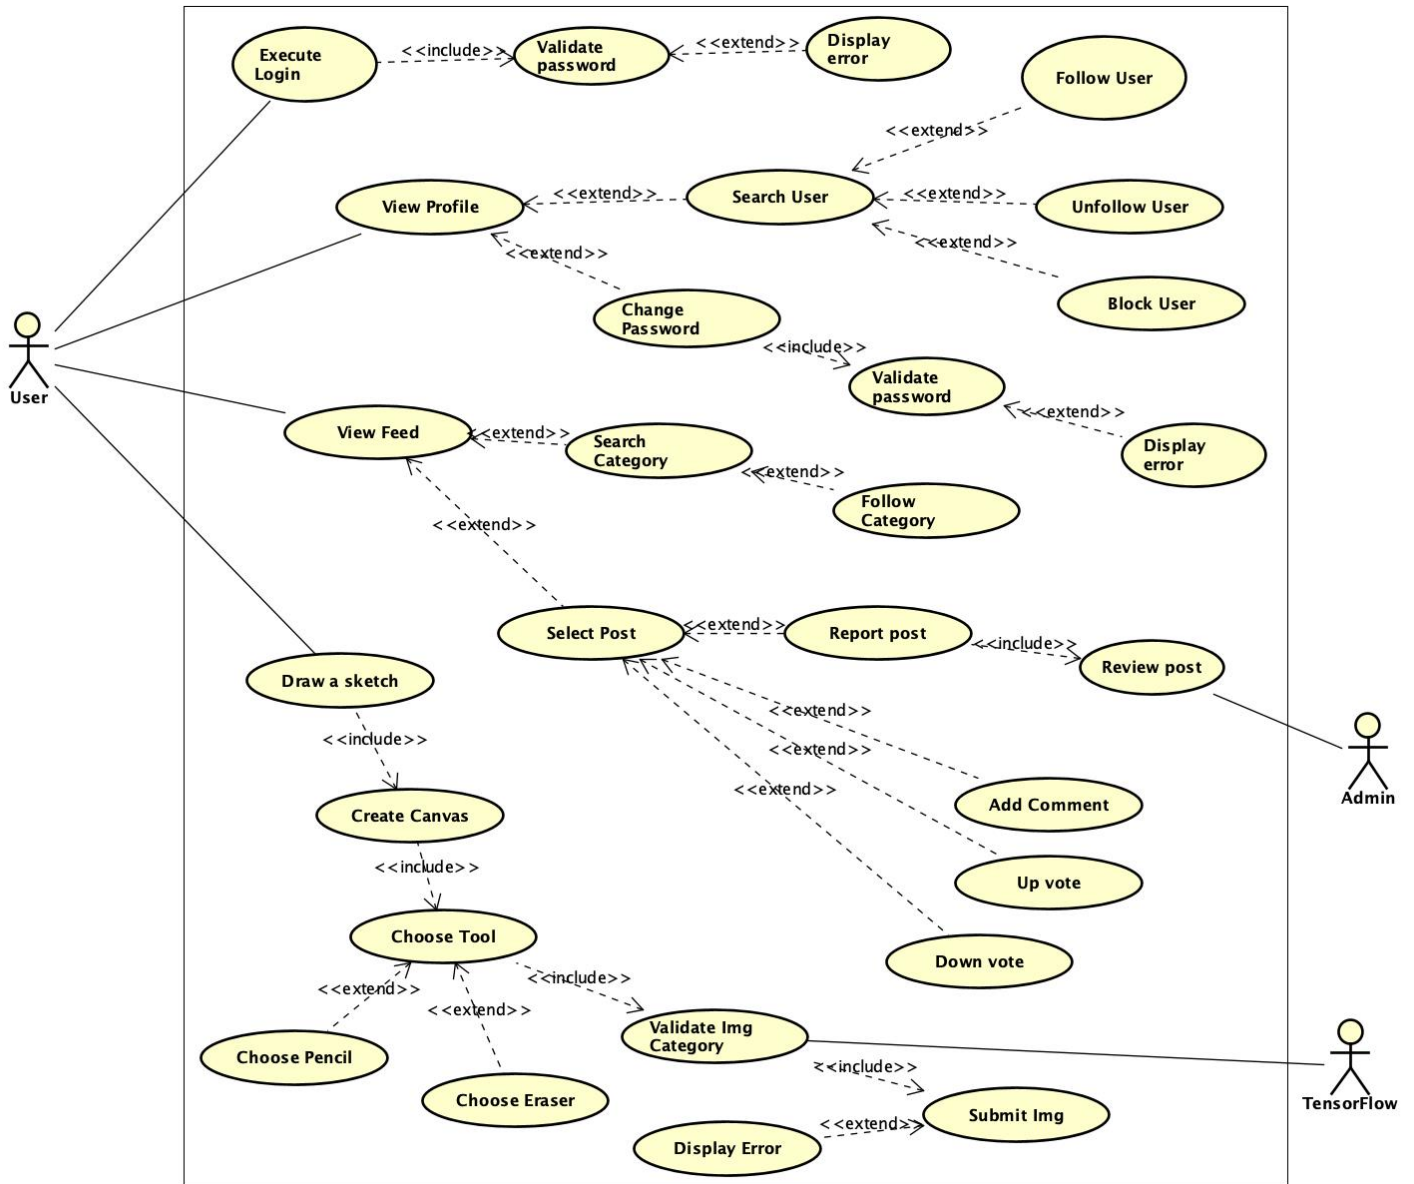 Execute
Login
<<include>>
Validate
password
<<extend>>
Display
error
Follow User
<<extend>>
View Profile
<<extend>>
Search User
<<extend>>
Unfollow User
<<extend>>
<<extend>>
Block User
Change
Password
<<include>>
Validate
password
<<extend>>
Display
error
User
View Feed
<<extend>>
Search
Category
<<extend>>
Follow
Category
<<extend>>
Select Post
<<extend>>
Report post
<<include>>
Review post
Admin
Draw a sketch
<<include>>
<<extend>>
<<extend>>
<<extend>>
Add Comment
Up vote
Down vote
Create Canvas
<<include>>
Choose Tool
<<extend>>
<<extend>>
<<include>>
Choose Pencil
Choose Eraser
Validate Img
Category
TensorFlow
<<include>>
Submit Img
<<extend>>
Display Error